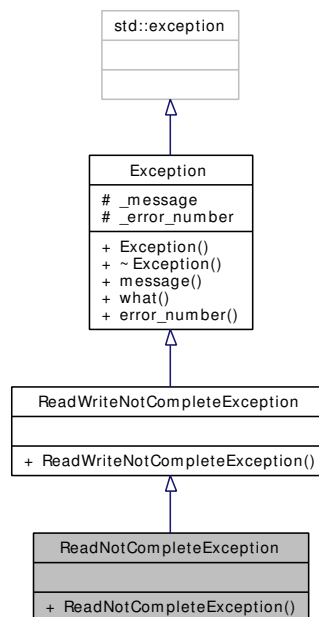 std::exception
Exception
# _message
# _error_number
+ Exception()
+ ~Exception()
+ message()
+ what()
+ error_number()
ReadWriteNotCompleteException
+ ReadWriteNotCompleteException()
ReadNotCompleteException
+ ReadNotCompleteException()